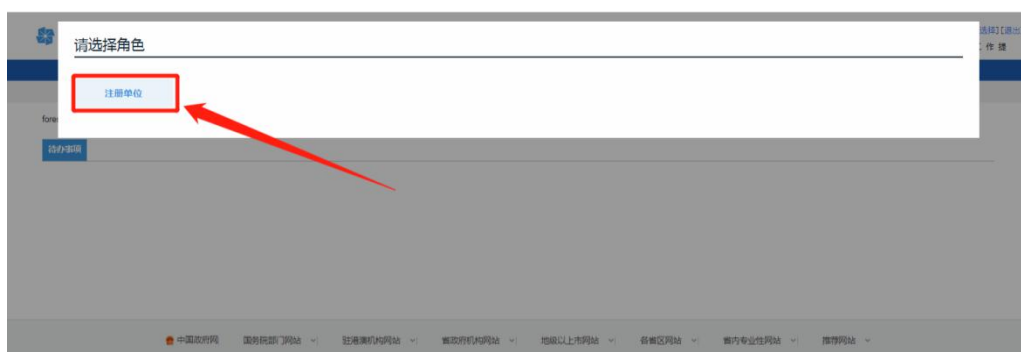 请选择角色
选择][退出
工 作 描
注册单位
fore
待办事项
中国政府网 国务院部门网站 驻港澳机构网站 省政府机构网站 地级以上市网站 各省区网站 省内专业性网站 推荐网站